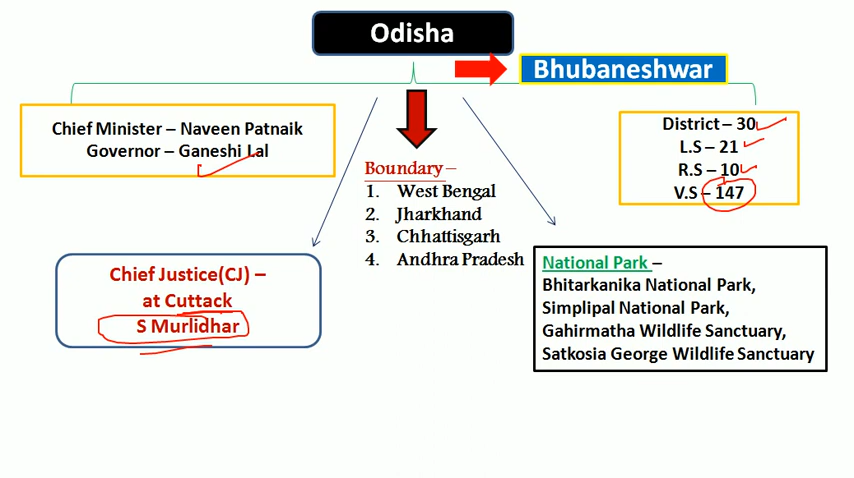 Odisha
Bhubaneshwar
Chief Minister – Naveen Patnaik
Governor – Ganeshi Lal
District – 30
L.S – 21
R.S – 10
V.S – 147
Boundary –
1. West Bengal
2. Jharkhand
3. Chhattisgarh
4. Andhra Pradesh
Chief Justice(CJ) –
at Cuttack
S Murlidhar
National Park –
Bhitarkanika National Park,
Simplipal National Park,
Gahirmatha Wildlife Sanctuary,
Satkosia George Wildlife Sanctuary